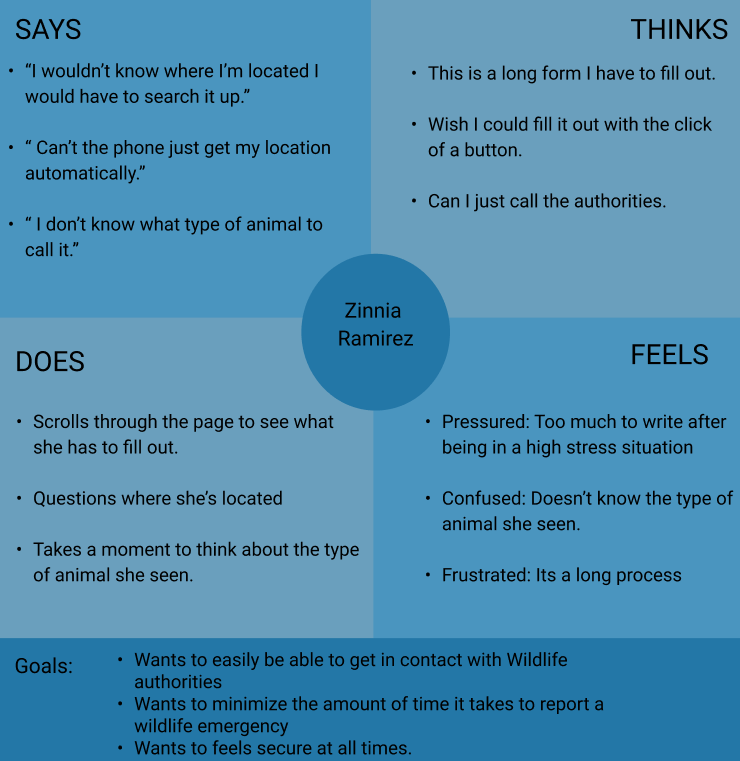 SAYS
• “I wouldn’t know where I’m located I
would have to search it up.”
• “ Can’t the phone just get my location
automatically.”
• “ I don’t know what type of animal to
call it.”
THINKS
• This is a long form I have to fill out.
• Wish I could fill it out with the click
of a button.
• Can I just call the authorities.
Zinnia
Ramirez
DOES
• Scrolls through the page to see what
she has to fill out.
• Questions where she’s located
• Takes a moment to think about the type
of animal she seen.
FEELS
• Pressured: Too much to write after
being in a high stress situation
• Confused: Doesn’t know the type of
animal she seen.
• Frustrated: Its a long process
Goals:
• Wants to easily be able to get in contact with Wildlife
authorities
• Wants to minimize the amount of time it takes to report a
wildlife emergency
• Wants to feels secure at all times.